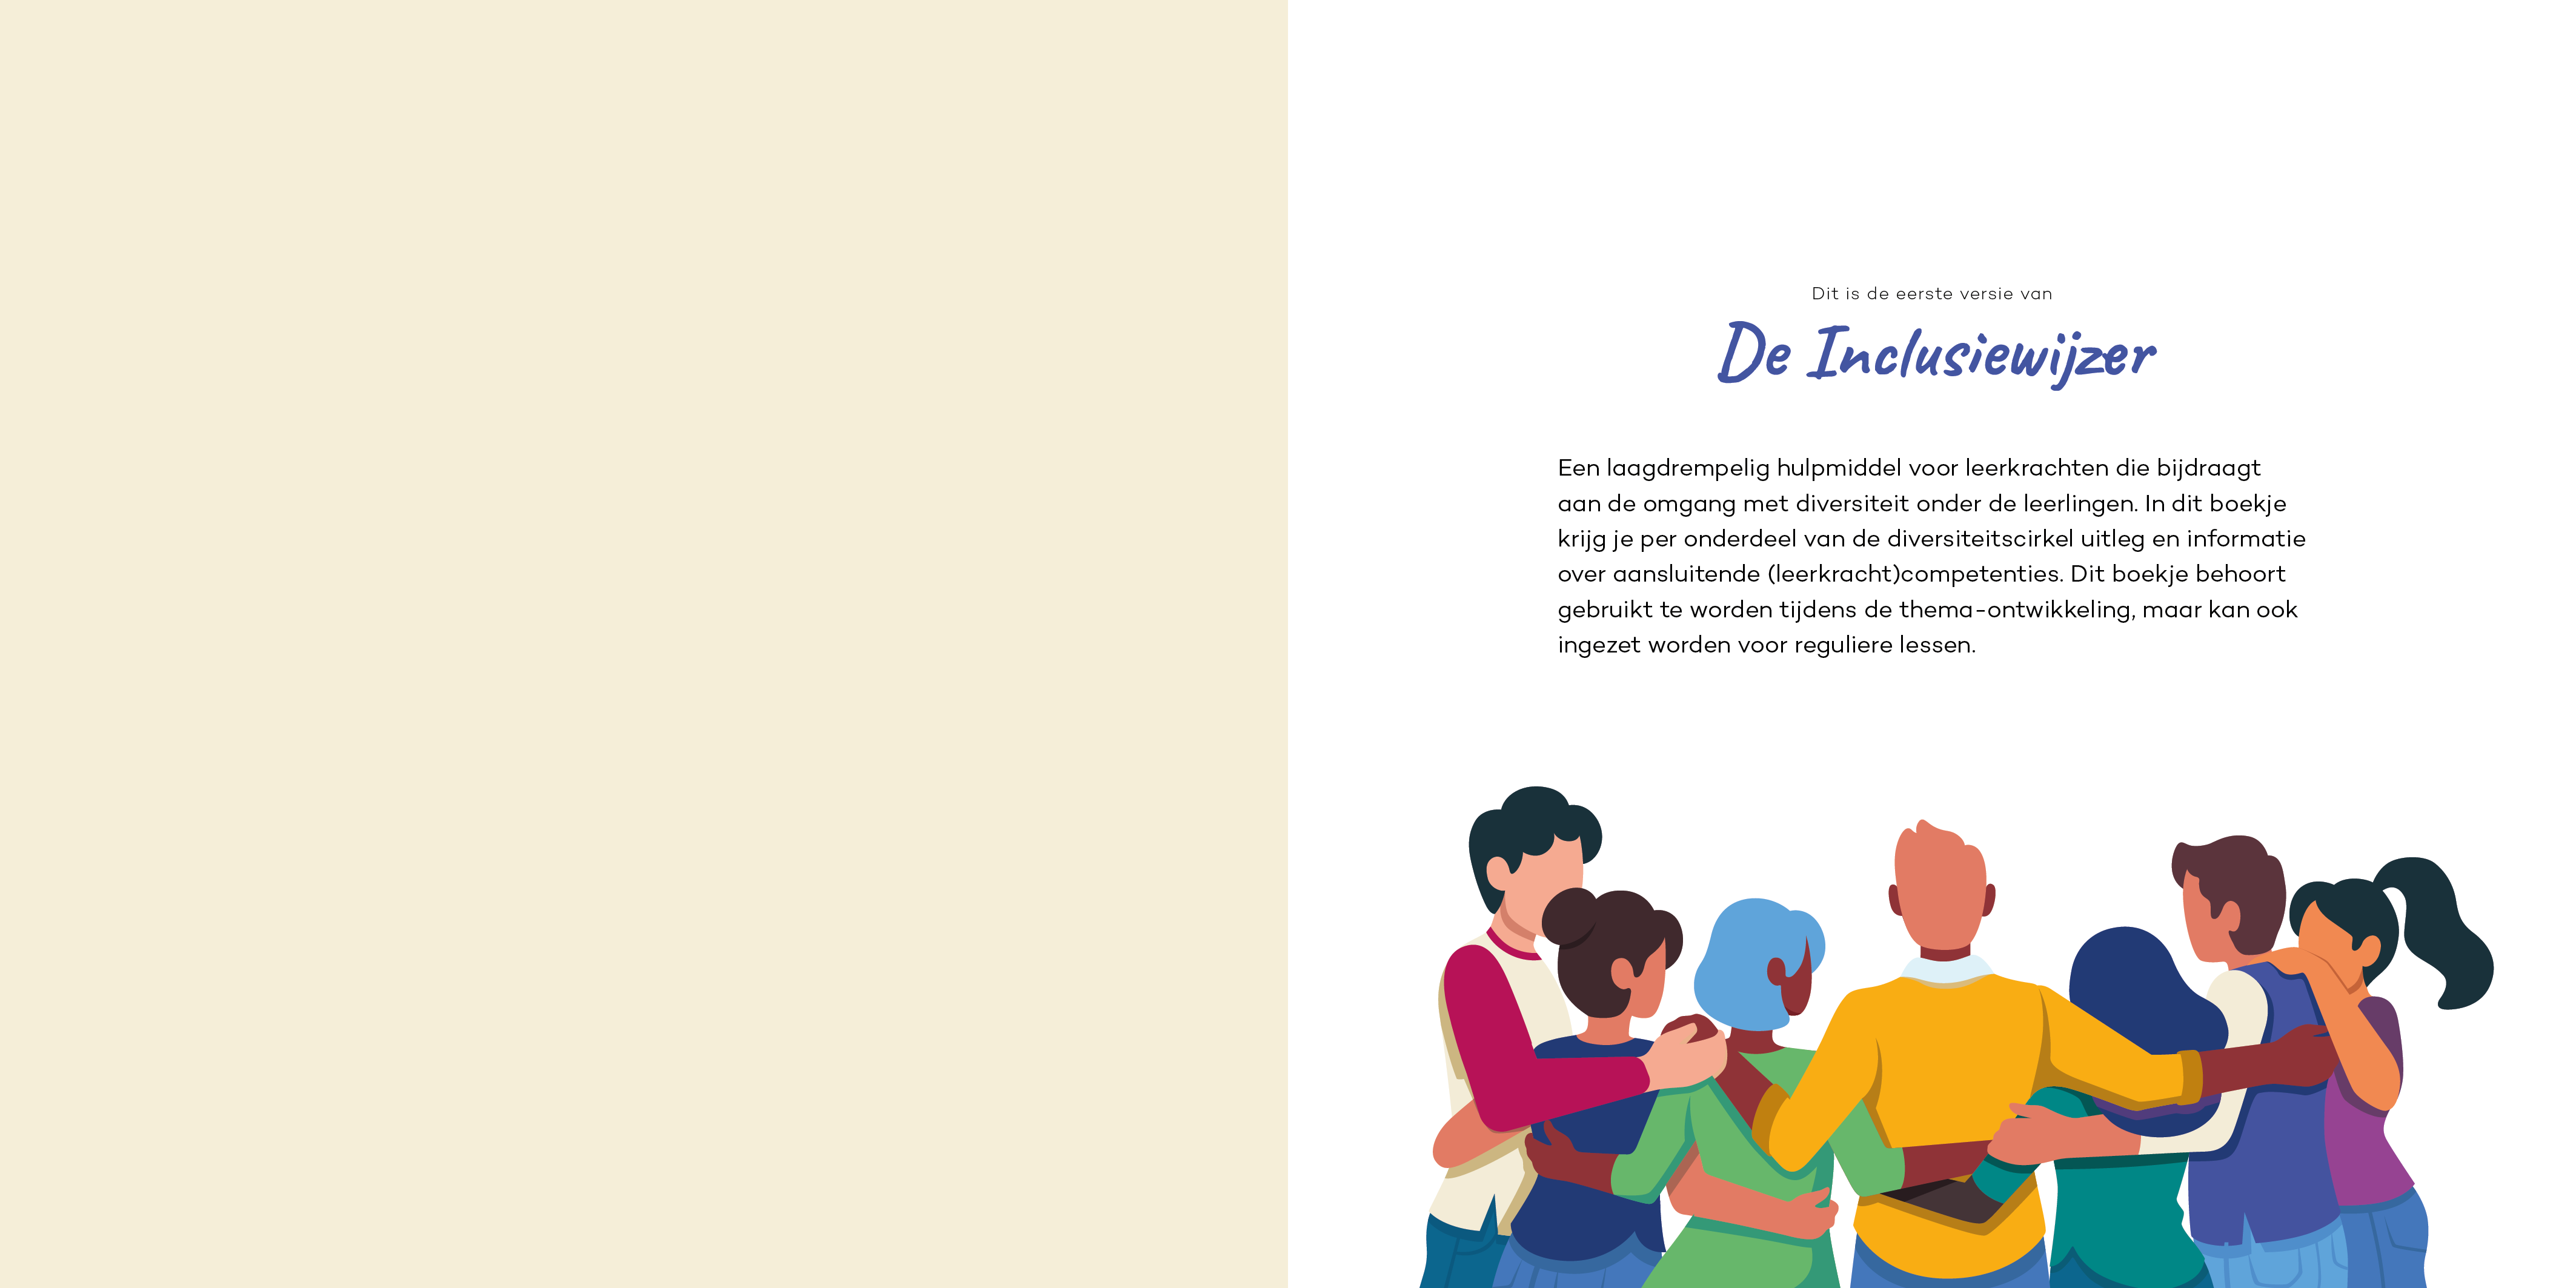 Dit is de eerste versie van
De Inclusiewijzer
Een laagdrempelig hulpmiddel voor leerkrachten die bijdraagt
aan de omgang met diversiteit onder de leerlingen. In dit boekje
krijg je per onderdeel van de diversiteitscirkel uitleg en informatie
over aansluitende (leerkracht)competenties. Dit boekje behoort
gebruikt te worden tijdens de thema-ontwikkeling, maar kan ook
ingezet worden voor reguliere lessen.